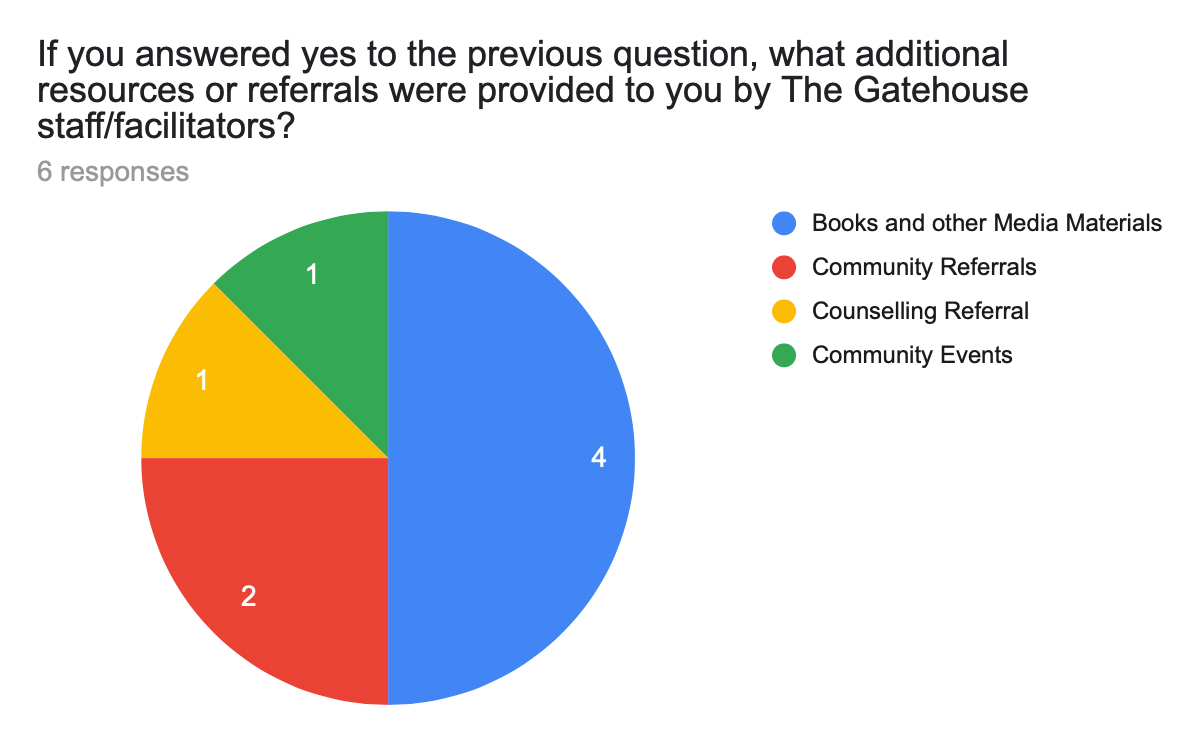 If you answered yes to the previous question, what additional
resources or referrals were provided to you by The Gatehouse
staff/facilitators?
6 responses
Books and other Media Materials
Community Referrals
Counselling Referral
Community Events
1
1
4
2